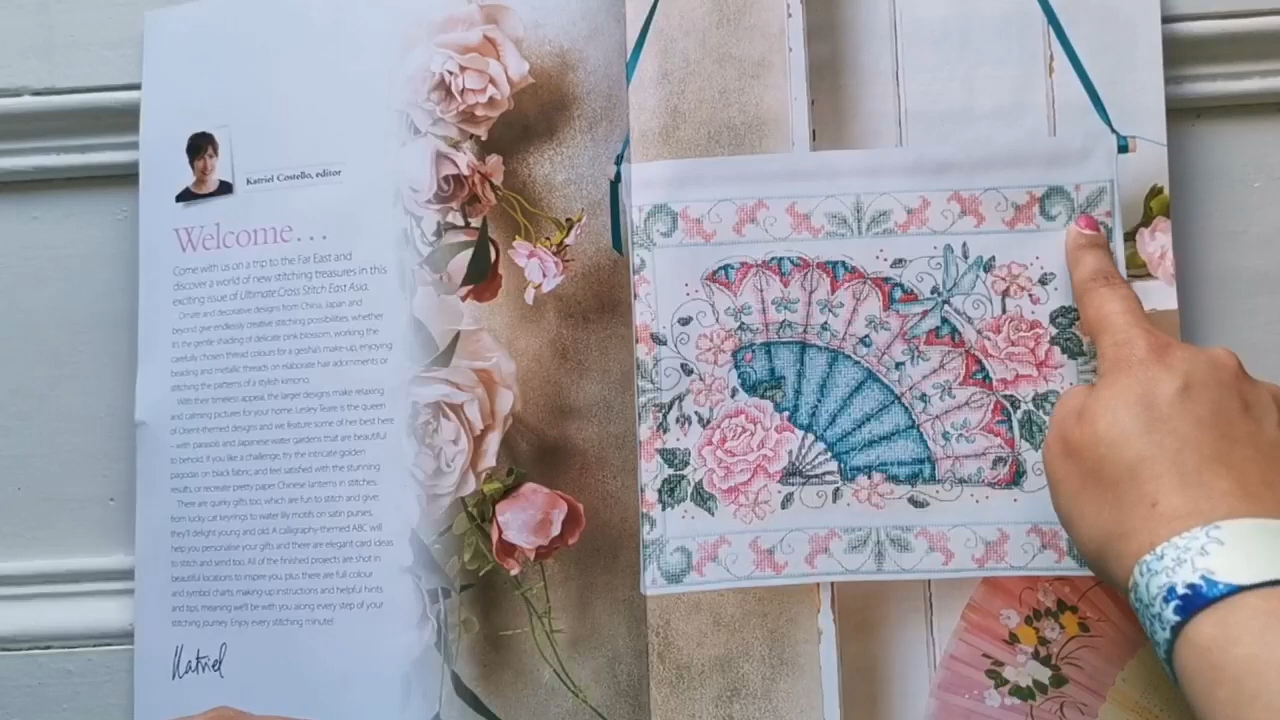 Katriel Costello, editor
Welcome...
Come with us on a trip to the Far East and
discover a world of new stitching treasures in this
exciting issue of Ultimate Cross Stitch East Asia.
Ornate and decorative designs from China, Japan and
beyond give endlessly creative stitching possibilities, whether
it's the gentle shading of delicate pink blossom, working the
carefully chosen thread colours for a geisha's make-up, enjoying
beading and metallic threads on elaborate hair adornments or
stitching the patterns of a stylish kimono.
With their timeless appeal, the larger designs make relaxing
and calming pictures for your home. Lesley Teare is the queen
of Orient-themed designs and we feature some of her best here
– with parasols and Japanese water gardens that are beautiful
to behold. If you like a challenge, try the intricate golden
pagodas on black fabric, and feel satisfied with the stunning
results, or recreate pretty paper Chinese lanterns in stitches.
There are quirky gifts too, which are fun to stitch and give:
from lucky cat keyrings to water lily motifs on satin purses,
they'll delight young and old. A calligraphy-themed ABC will
help you personalise your gifts and there are elegant card ideas
to stitch and send too. All of the finished projects are shot in
beautiful locations to inspire you, plus there are full colour
and symbol charts, making-up instructions and helpful hints
and tips, meaning we'll be with you along every step of your
stitching journey. Enjoy every stitching minute!
Katriel